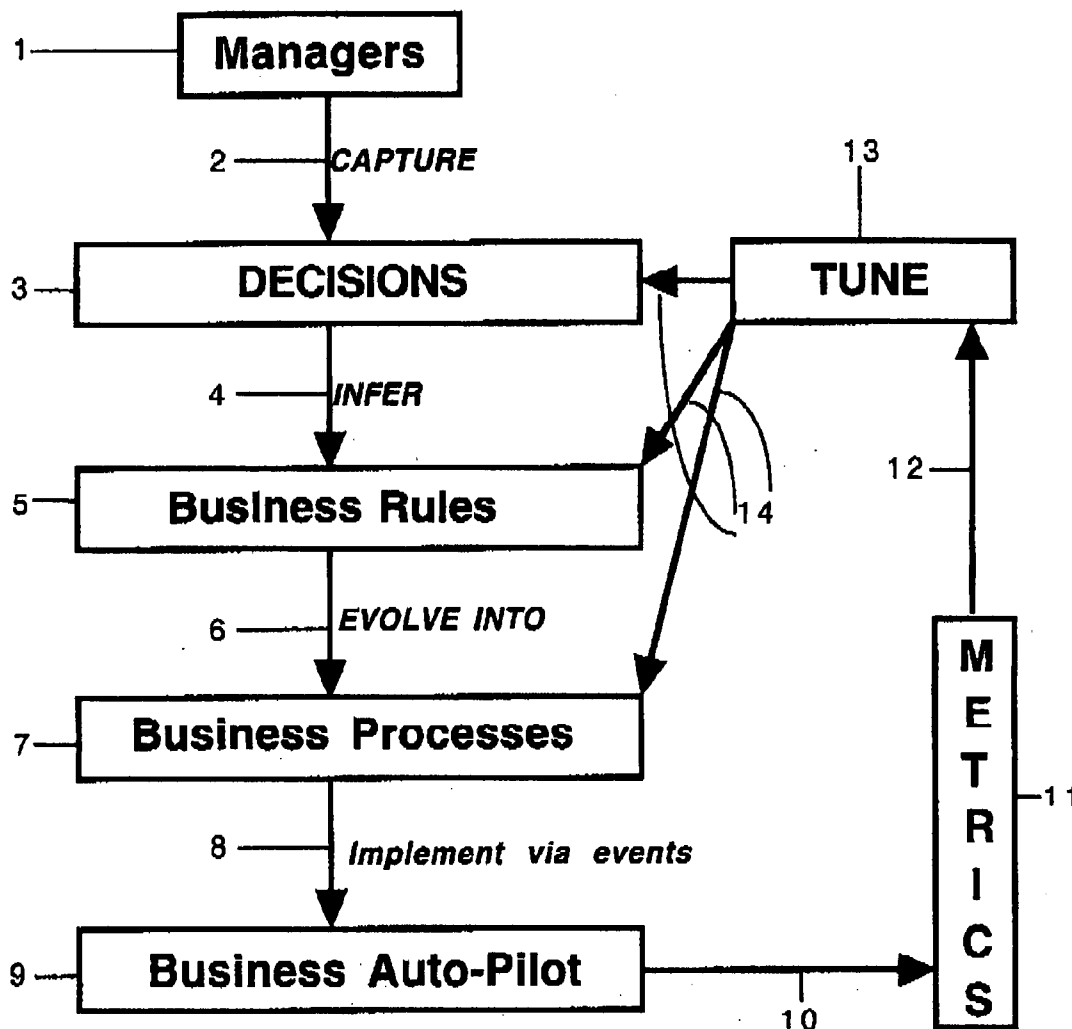 1 Managers
2 CAPTURE
13
3 DECISIONS
TUNE
4 INFER
12
5 Business Rules
14
6 EVOLVE INTO
METRICS
7 Business Processes
11
8 Implement via events
9 Business Auto-Pilot
10